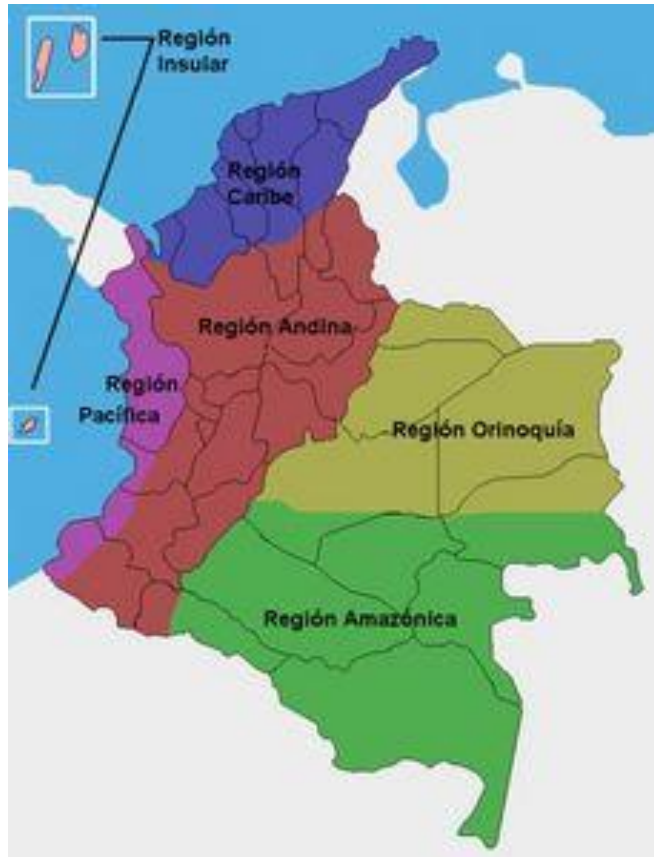 Región
Insular
Región
Caribe
Región Andina
Región
Pacífica
Región Orinoquía
Región Amazónica